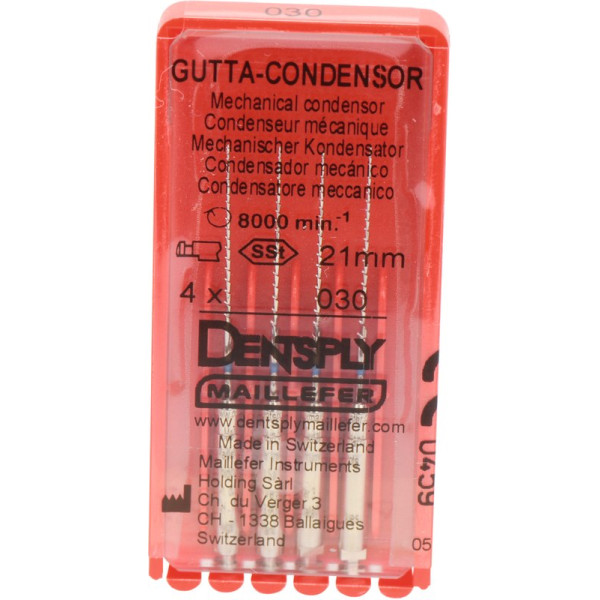 030
GUTTA-CONDENSOR
Mechanical condensor
Condenseur mécanique
Mechanischer Kondensator
Condensador mecánico
Condensatore meccanico
8000 min.-1
SSt 21mm
4 x 030
DENTSPLY
MAILLEFER
www.dentsplymaillefer.com
Made in Switzerland
Maillefer Instruments
Holding Sàrl
Ch. du Verger 3
CH - 1338 Ballaigues
Switzerland
0459
05